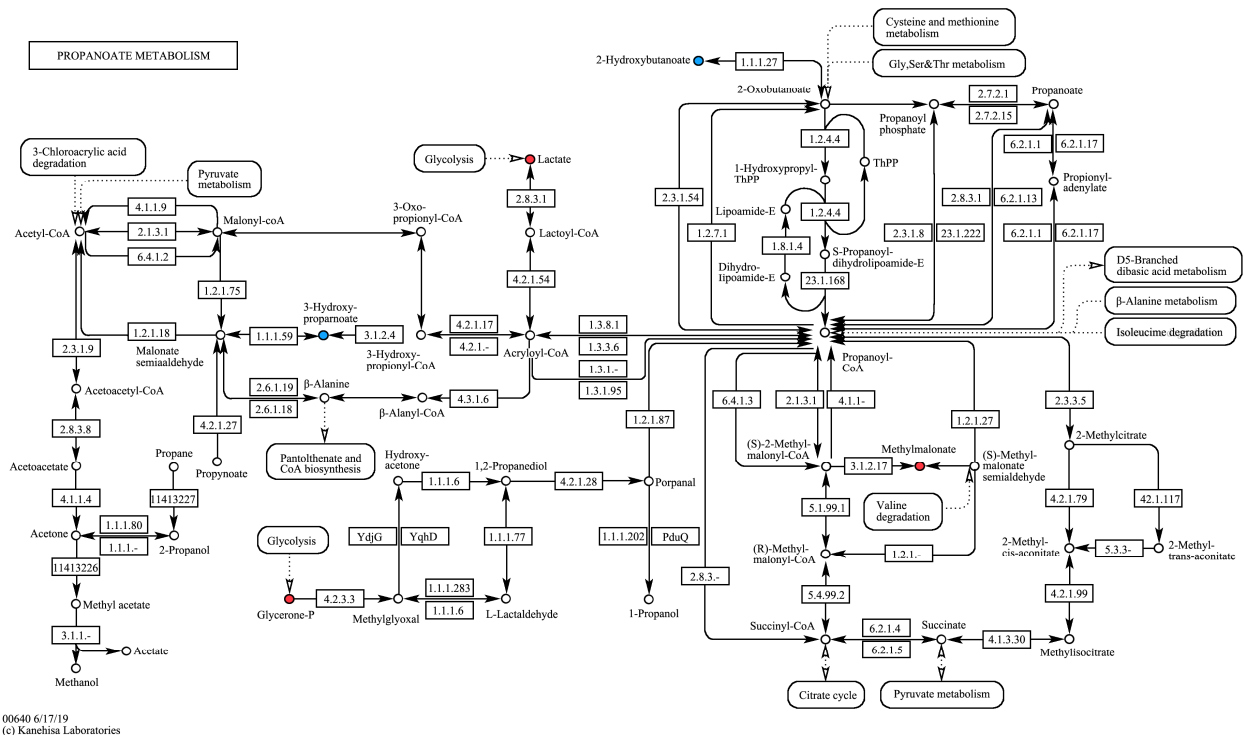 PROPANOATE METABOLISM
Cysteine and methionine
metabolism
2-Hydroxybutanoate
1.1.1.27
Gly,Ser&Thr metabolism
2-Oxobutanoate
2.7.2.1
Propanoate
Propanoyl
phosphate
2.7.2.15
3-Chloroacrylic acid
degradation
Pyruvate
metabolism
Glycolysis
Lactate
1.2.4.4
ThPP
6.2.1.1
6.2.1.17
1-Hydroxypropyl-
ThPP
Propionyl-
adenylate
4.1.1.9
Malonyl-coA
3-Oxo-
propionyl-CoA
2.8.3.1
2.3.1.54
Lipoamide-E
1.2.4.4
2.8.3.1
6.2.1.13
Acetyl-CoA
2.1.3.1
Lactoyl-CoA
1.2.7.1
1.8.1.4
2.3.1.8
23.1.222
6.2.1.1
6.2.1.17
6.4.1.2
S-Propanoyl-
dihydrolipoamide-E
Dihydro-
lipoamide-E
23.1.168
D5-Branched
dibasic acid metabolism
1.2.1.75
4.2.1.54
β-Alanine metabolism
3-Hydroxy-
proparnoate
1.2.1.18
1.1.1.59
3.1.2.4
4.2.1.17
4.2.1.-
1.3.8.1
1.3.3.6
Isoleucime degradation
2.3.1.9
Malonate
semiaaldehyde
3-Hydroxy-
propionyl-CoA
Acryloyl-CoA
1.3.1.-
1.3.1.95
Propanoyl-
CoA
Acetoacetyl-CoA
2.6.1.19
2.6.1.18
β-Alanine
β-Alanyl-CoA
4.3.1.6
6.4.1.3
2.1.3.1
4.1.1-
1.2.1.27
2.3.3.5
2.8.3.8
4.2.1.27
1.2.1.87
Pantolthenate and
CoA biosynthesis
2-Methylcitrate
Acetoacetate
Propane
Propynoate
Hydroxy-
acetone
1,2-Propanediol
(S)-2-Methyl-
malonyl-CoA
Methylmalonate
3.1.2.17
(S)-Methyl-
malonate
semialdehyde
4.1.1.4
11413227
1.1.1.6
4.2.1.28
Porpanal
4.2.1.79
42.1.117
5.1.99.1
Valine
degradation
Acetone
1.1.1.80
1.1.1.-
2-Propanol
Glycolysis
YdjG
YqhD
1.1.1.77
1.1.1.202
PduQ
(R)-Methyl-
malonyl-CoA
1.2.1.-
2-Methyl-
cis-aconitate
5.3.3-
2-Methyl-
trans-aconitate
11413226
2.8.3.-
Methyl acetate
Glycerone-P
4.2.3.3
Methylglyoxal
1.1.1.283
1.1.1.6
L-Lactaldehyde
1-Propanol
5.4.99.2
4.2.1.99
3.1.1.-
Acetate
Methanol
Succinyl-CoA
6.2.1.4
6.2.1.5
Succinate
4.1.3.30
Methylisocitrate
Citrate cycle
Pyruvate metabolism
00640 6/17/19
(c) Kanehisa Laboratories